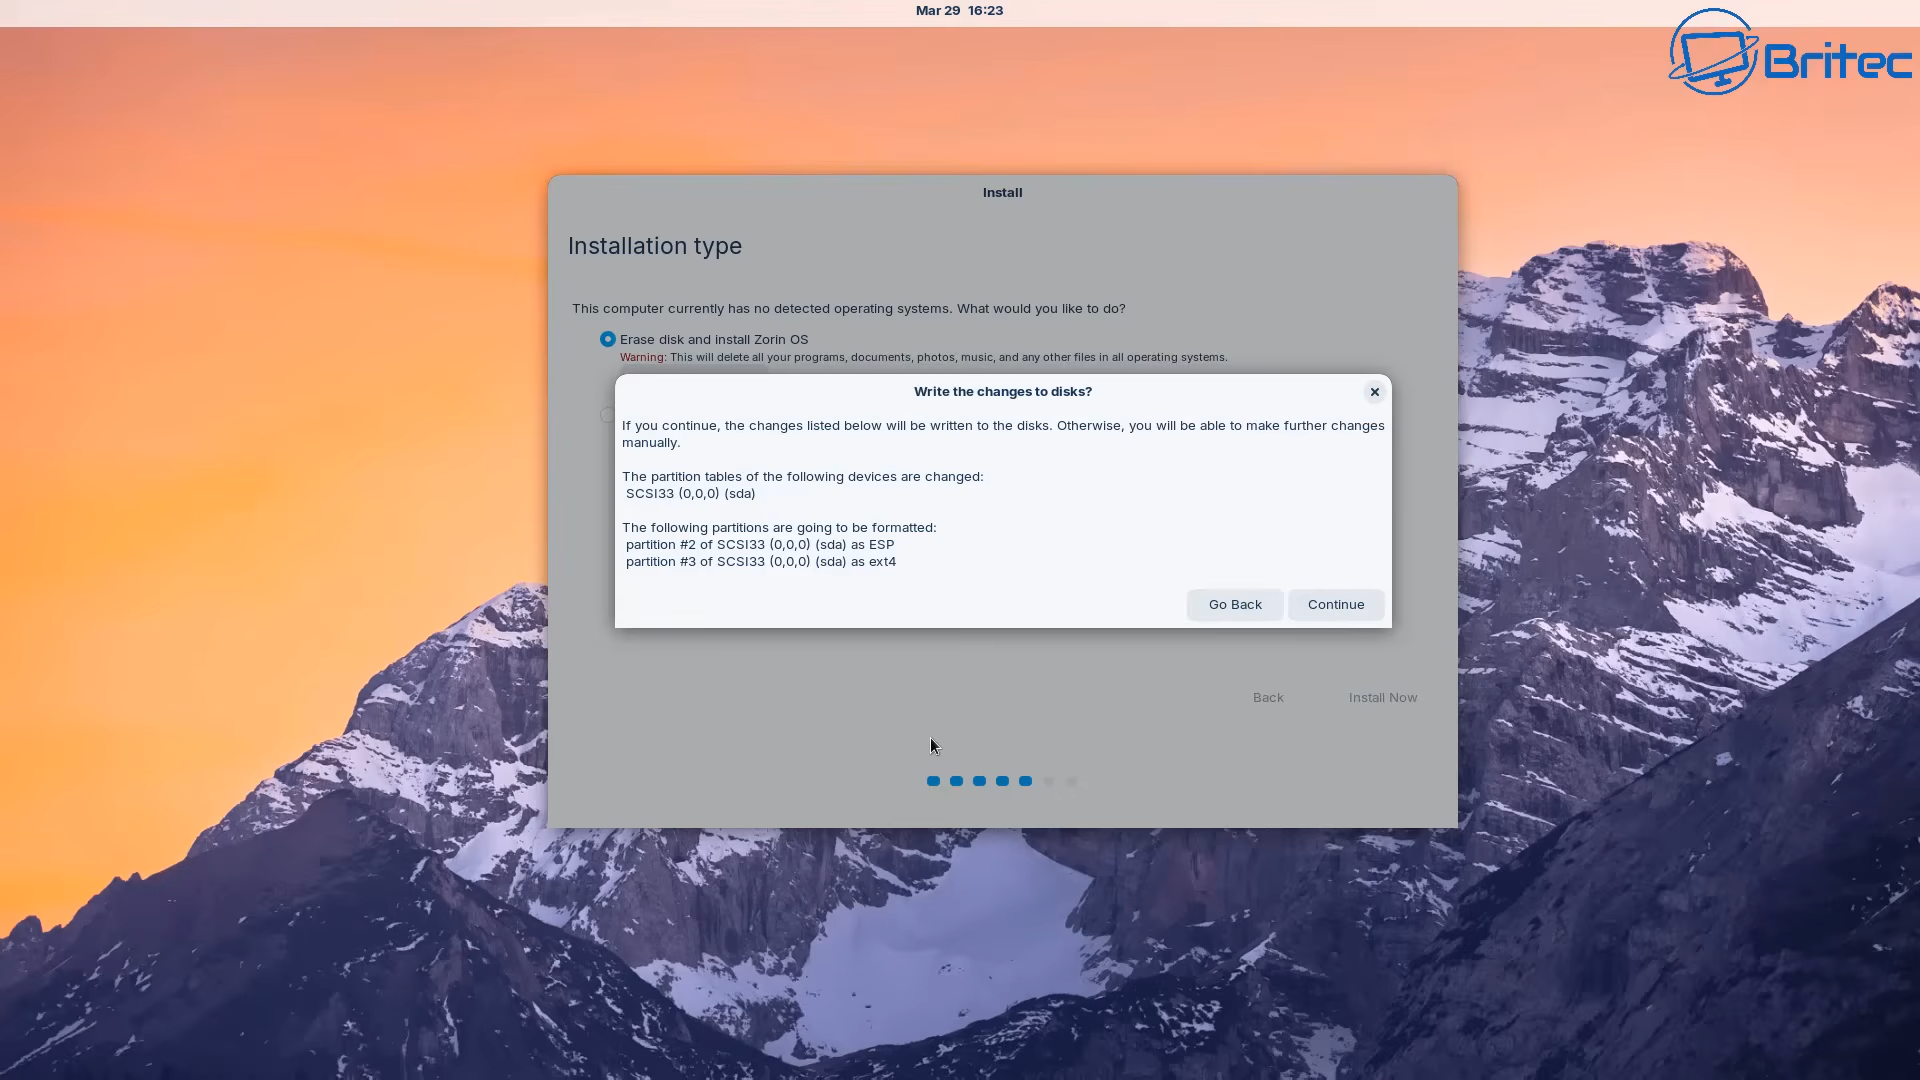 Mar 29 16:23
Britec
Install
Installation type
This computer currently has no detected operating systems. What would you like to do?
Erase disk and install Zorin OS
Warning: This will delete all your programs, documents, photos, music, and any other files in all operating systems.
Write the changes to disks?
If you continue, the changes listed below will be written to the disks. Otherwise, you will be able to make further changes
manually.
The partition tables of the following devices are changed:
SCSI33 (0,0,0) (sda)
The following partitions are going to be formatted:
partition #2 of SCSI33 (0,0,0) (sda) as ESP
partition #3 of SCSI33 (0,0,0) (sda) as ext4
Go Back
Continue
Back
Install Now